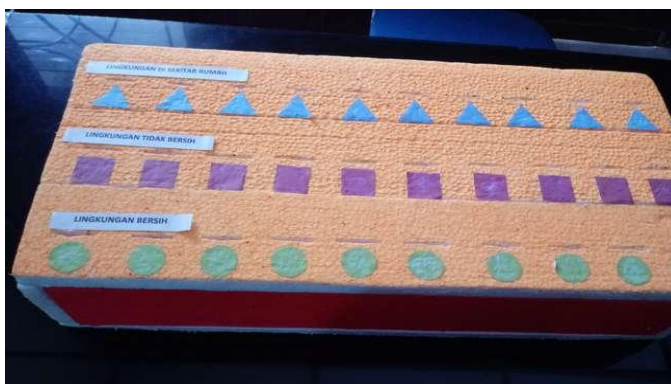 LINGKUNGAN DI SEKITAR RUMAH
LINGKUNGAN TIDAK BERSIH
LINGKUNGAN BERSIH